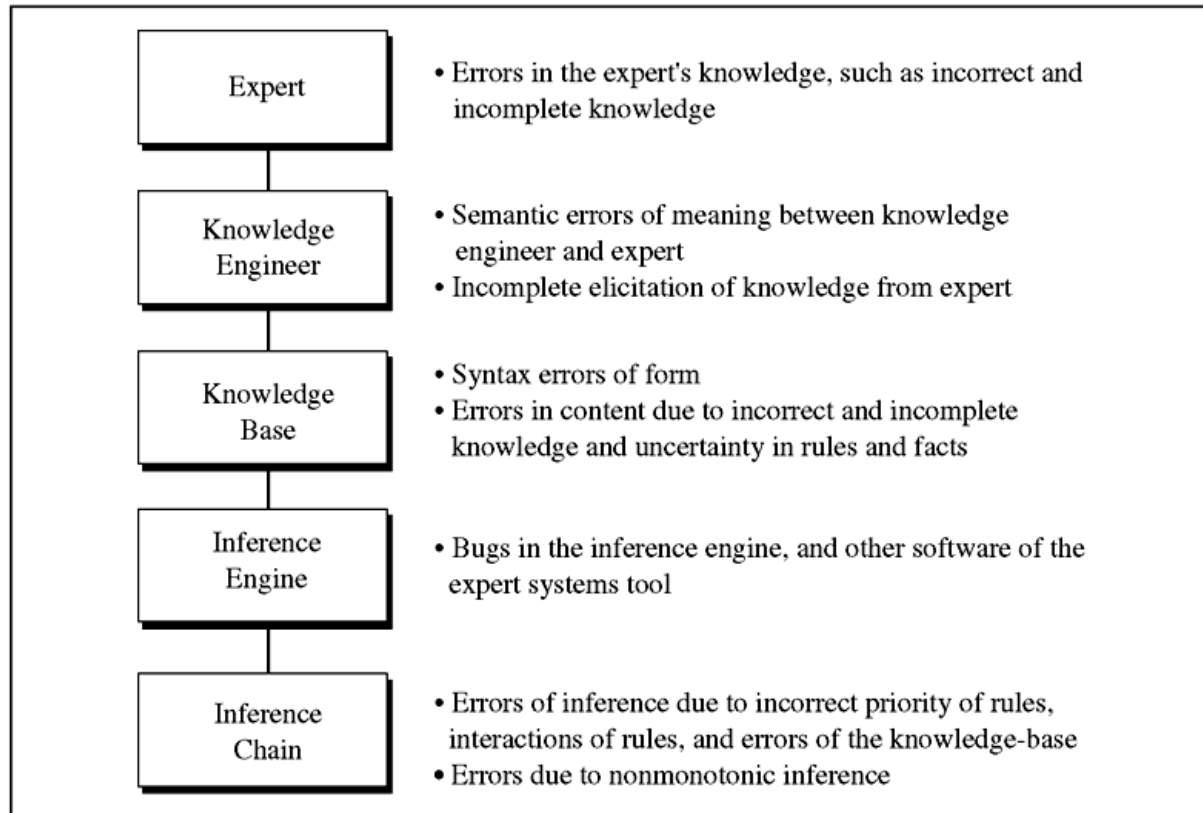 Expert
• Errors in the expert's knowledge, such as incorrect and
incomplete knowledge
Knowledge
Engineer
• Semantic errors of meaning between knowledge
engineer and expert
• Incomplete elicitation of knowledge from expert
Knowledge
Base
• Syntax errors of form
• Errors in content due to incorrect and incomplete
knowledge and uncertainty in rules and facts
Inference
Engine
• Bugs in the inference engine, and other software of the
expert systems tool
Inference
Chain
• Errors of inference due to incorrect priority of rules,
interactions of rules, and errors of the knowledge-base
• Errors due to nonmonotonic inference